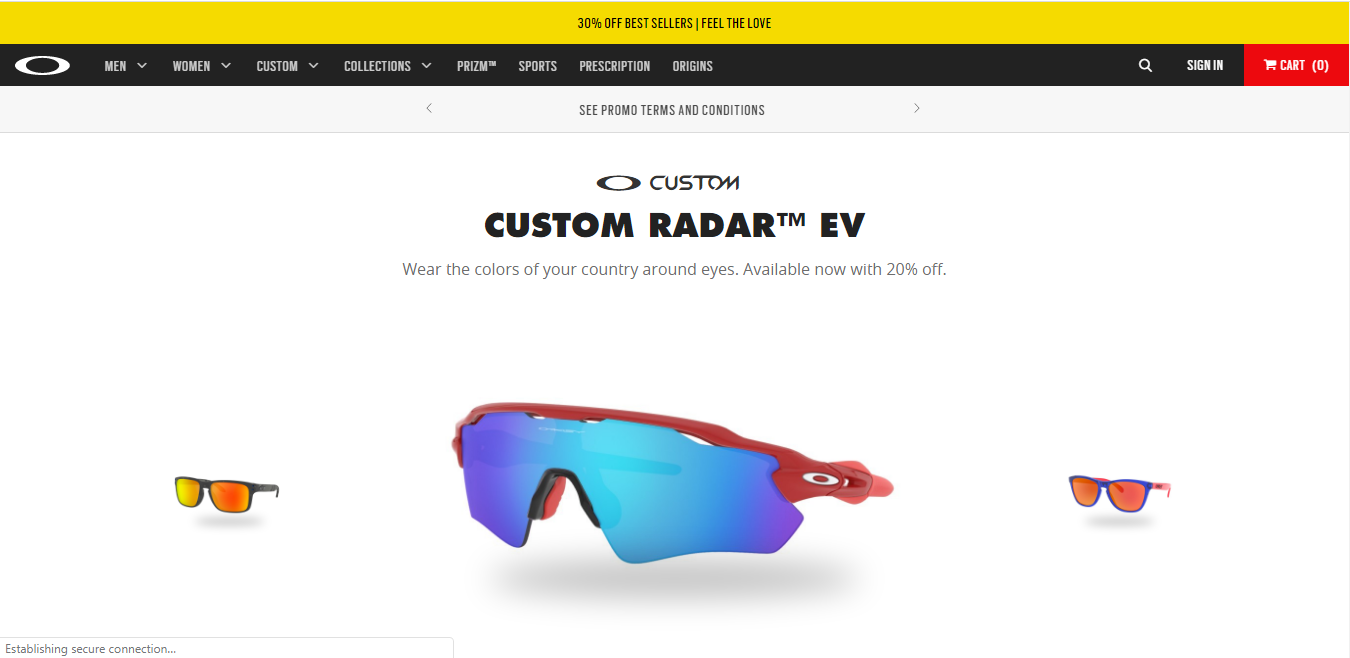 30% OFF BEST SELLERS | FEEL THE LOVE
MEN WOMEN CUSTOM COLLECTIONS PRIZM™ SPORTS PRESCRIPTION ORIGINS SIGN IN CART (0)
SEE PROMO TERMS AND CONDITIONS
CUSTOM
CUSTOM RADAR™ EV
Wear the colors of your country around eyes. Available now with 20% off.
Establishing secure connection...